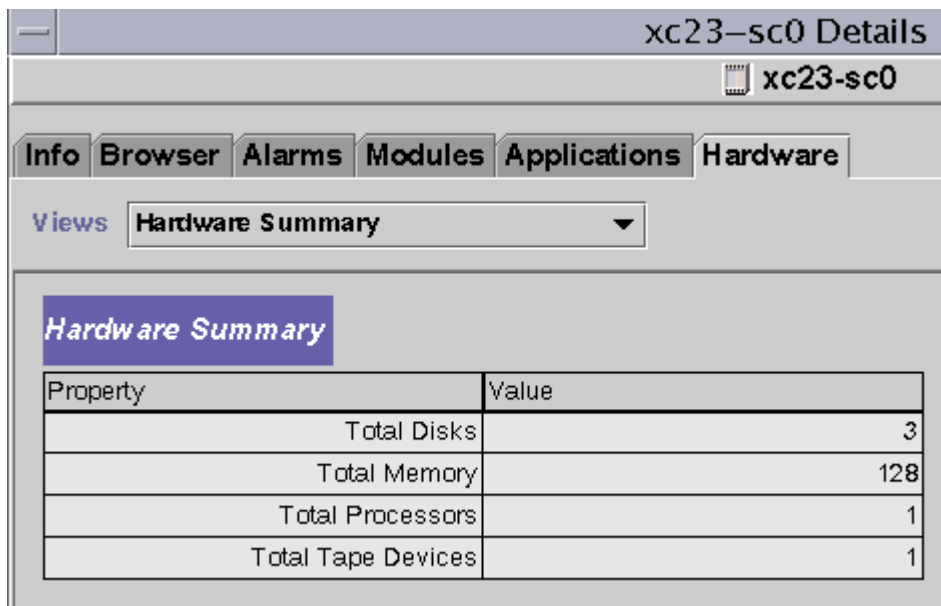 xc23–sc0 Details
xc23-sc0
Info Browser Alarms Modules Applications Hardware
Views Hardware Summary
Hardware Summary
Property Value
Total Disks 3
Total Memory 128
Total Processors 1
Total Tape Devices 1